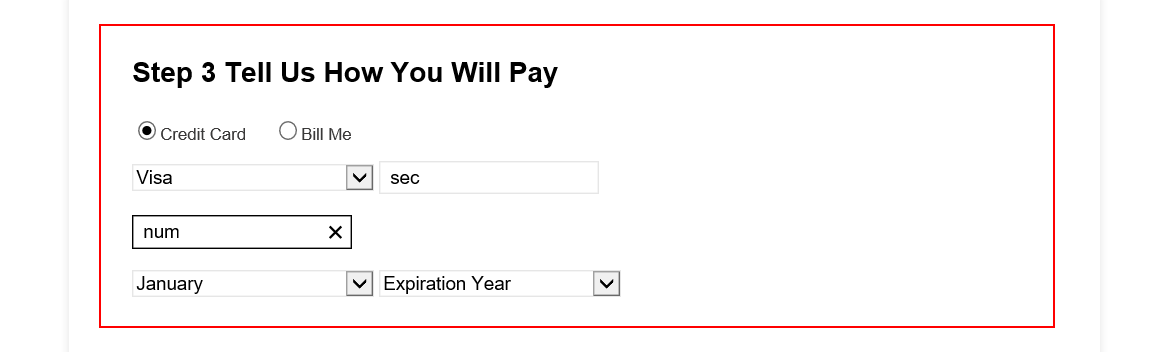 Step 3 Tell Us How You Will Pay
Credit Card Bill Me
Visa sec
num
January Expiration Year